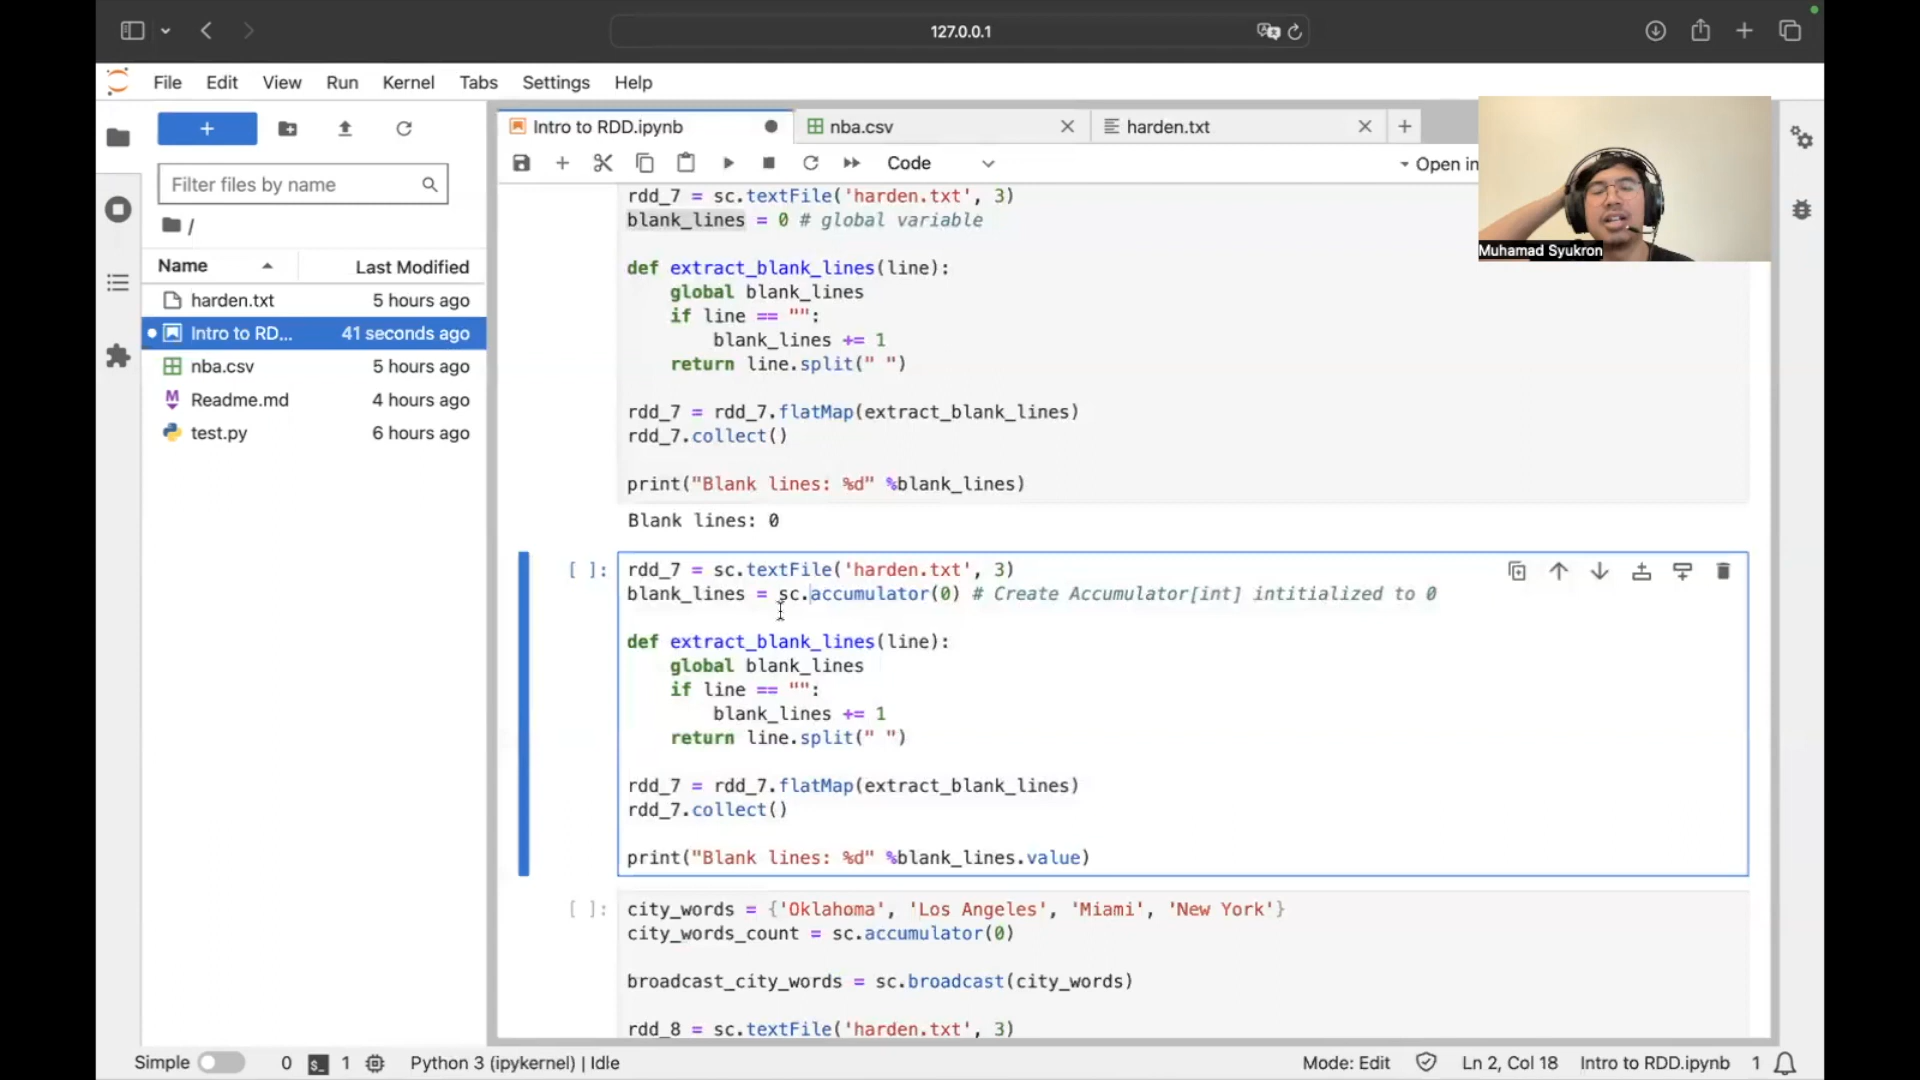 127.0.0.1
File Edit View Run Kernel Tabs Settings Help
+
Filter files by name
/
Name Last Modified
harden.txt 5 hours ago
Intro to RD... 41 seconds ago
nba.csv 5 hours ago
Readme.md 4 hours ago
test.py 6 hours ago
Intro to RDD.ipynb nba.csv harden.txt
Code Open in
Muhamad Syukron
rdd_7 = sc.textFile('harden.txt', 3)
blank_lines = 0 # global variable
def extract_blank_lines(line):
    global blank_lines
    if line == "":
        blank_lines += 1
    return line.split(" ")
rdd_7 = rdd_7.flatMap(extract_blank_lines)
rdd_7.collect()
print("Blank lines: %d" %blank_lines)
Blank lines: 0
[ ]: rdd_7 = sc.textFile('harden.txt', 3)
blank_lines = sc.accumulator(0) # Create Accumulator[int] intitialized to 0
def extract_blank_lines(line):
    global blank_lines
    if line == "":
        blank_lines += 1
    return line.split(" ")
rdd_7 = rdd_7.flatMap(extract_blank_lines)
rdd_7.collect()
print("Blank lines: %d" %blank_lines.value)
[ ]: city_words = {'Oklahoma', 'Los Angeles', 'Miami', 'New York'}
city_words_count = sc.accumulator(0)
broadcast_city_words = sc.broadcast(city_words)
rdd_8 = sc.textFile('harden.txt', 3)
Simple 0 1 Python 3 (ipykernel) | Idle Mode: Edit Ln 2, Col 18 Intro to RDD.ipynb 1